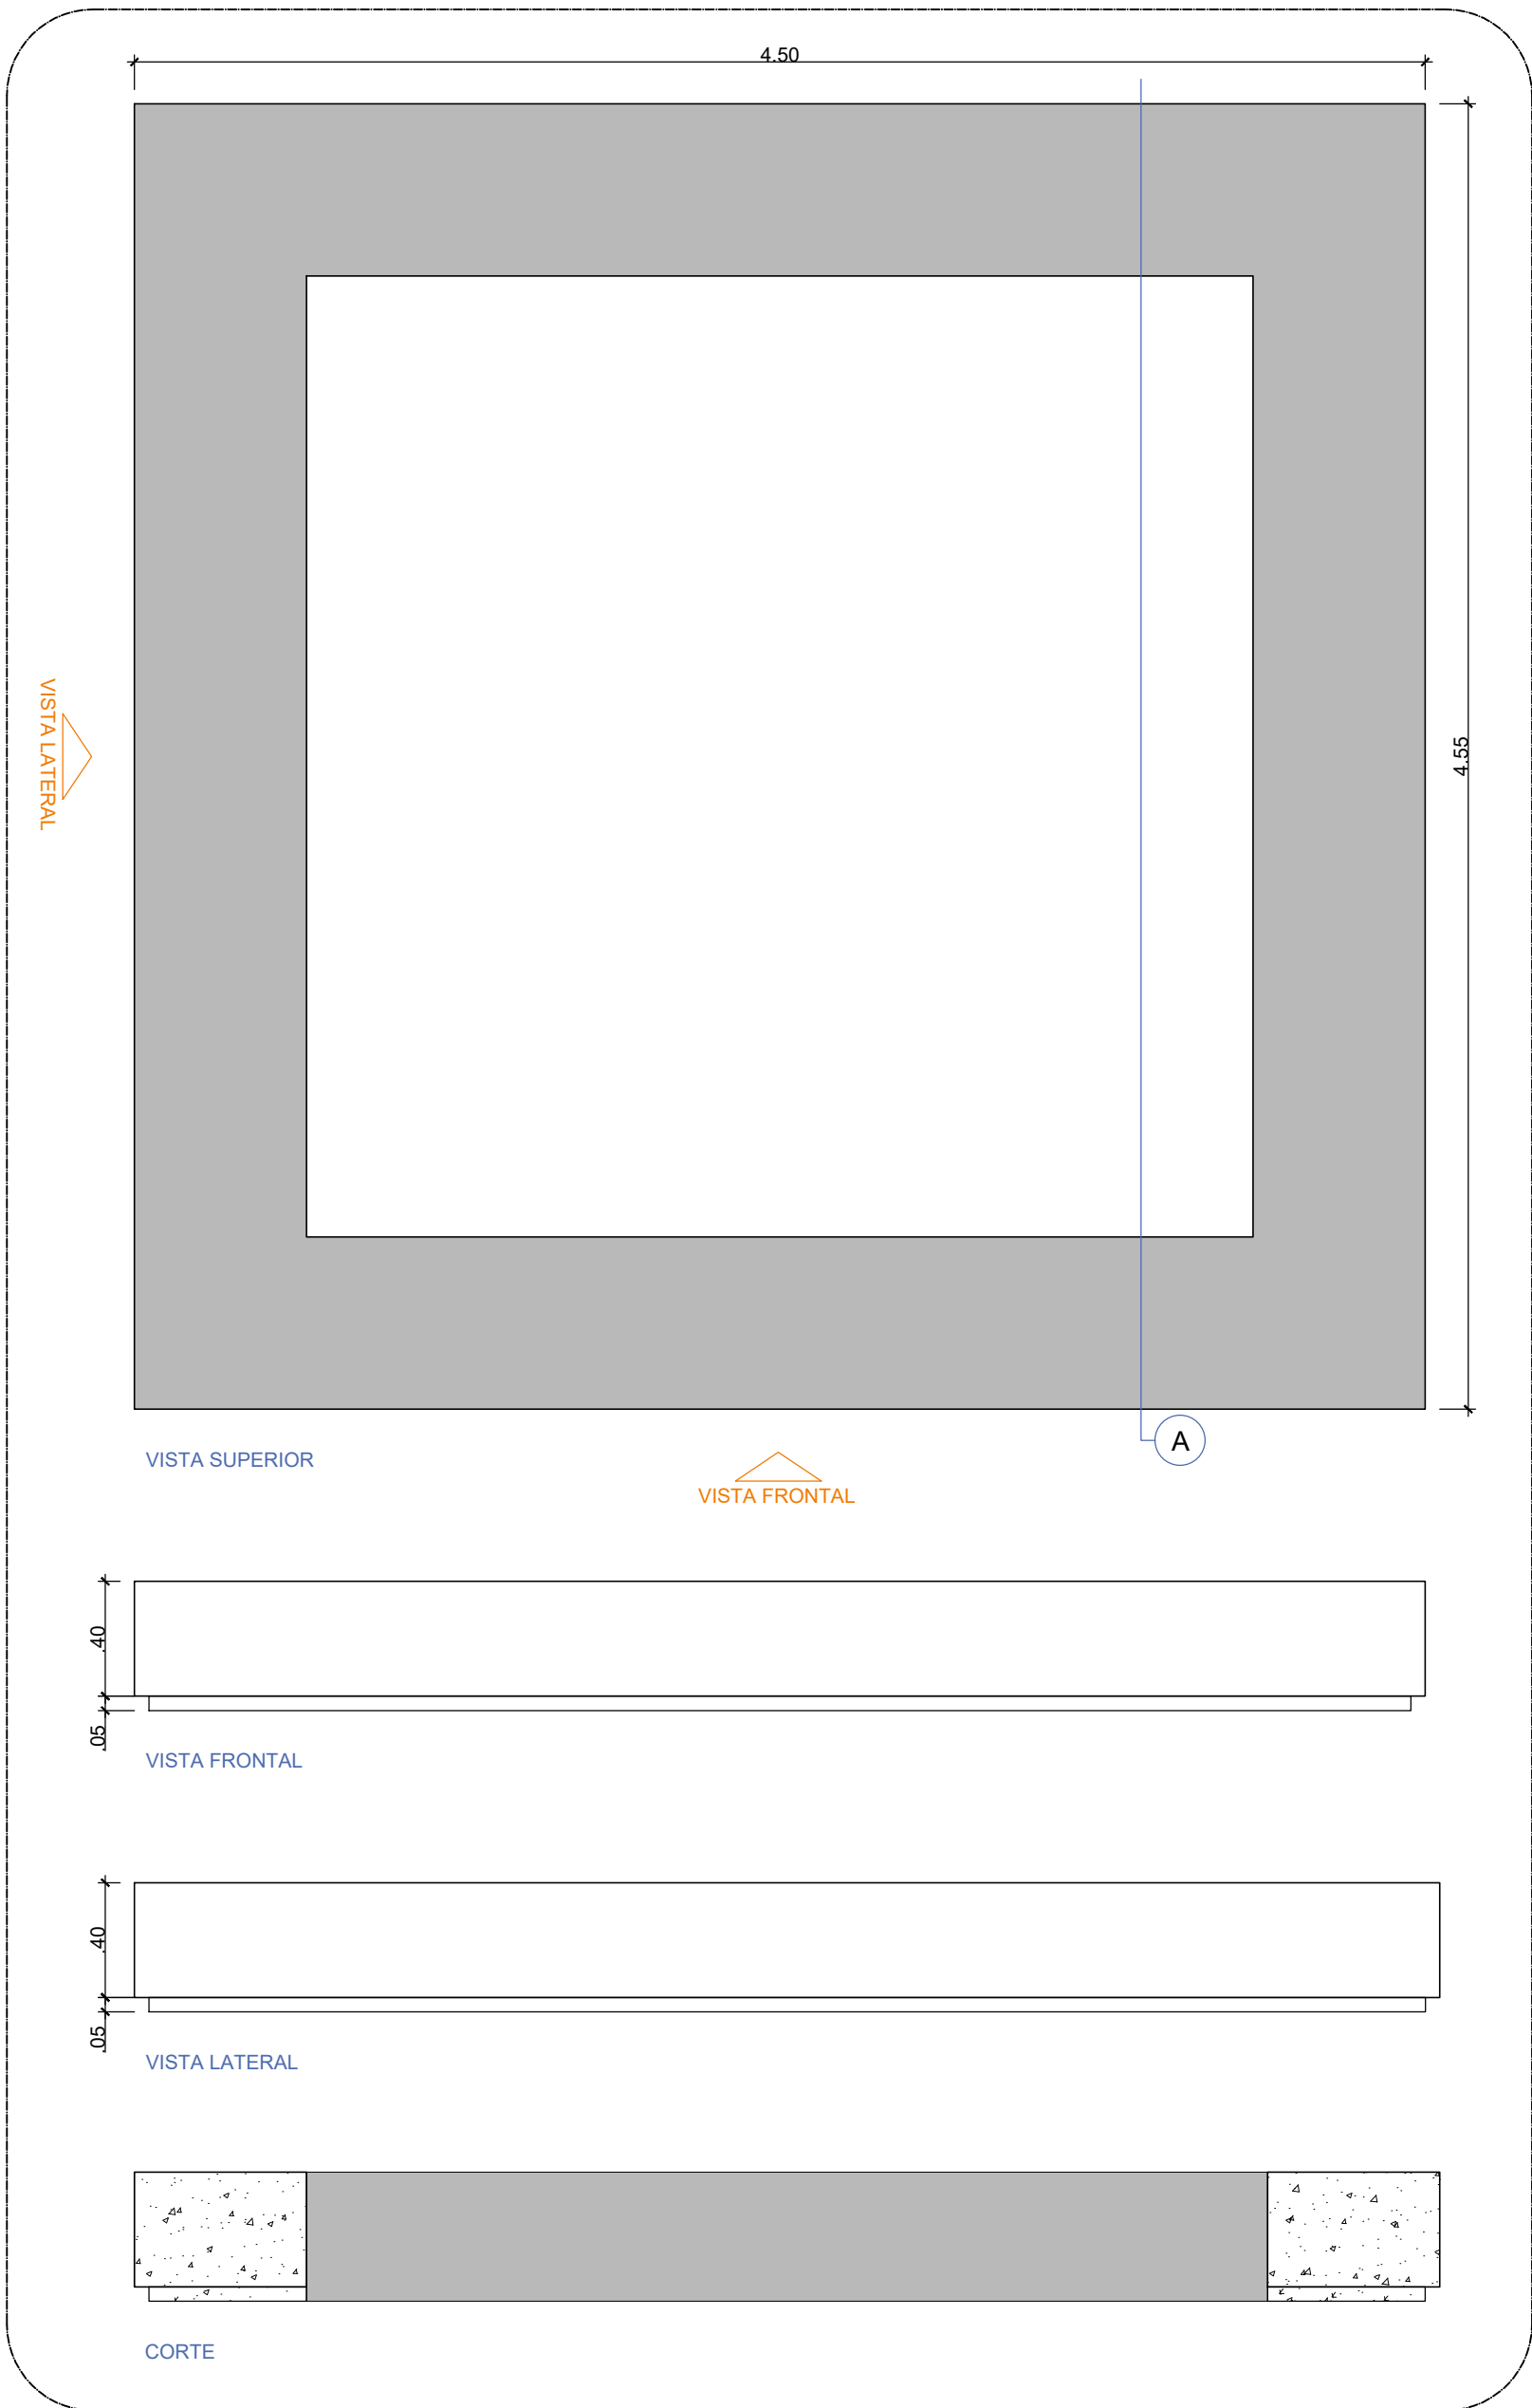 4.50
VISTA LATERAL
4.55
A
VISTA SUPERIOR
VISTA FRONTAL
.40
.05
VISTA FRONTAL
.40
.05
VISTA LATERAL
CORTE